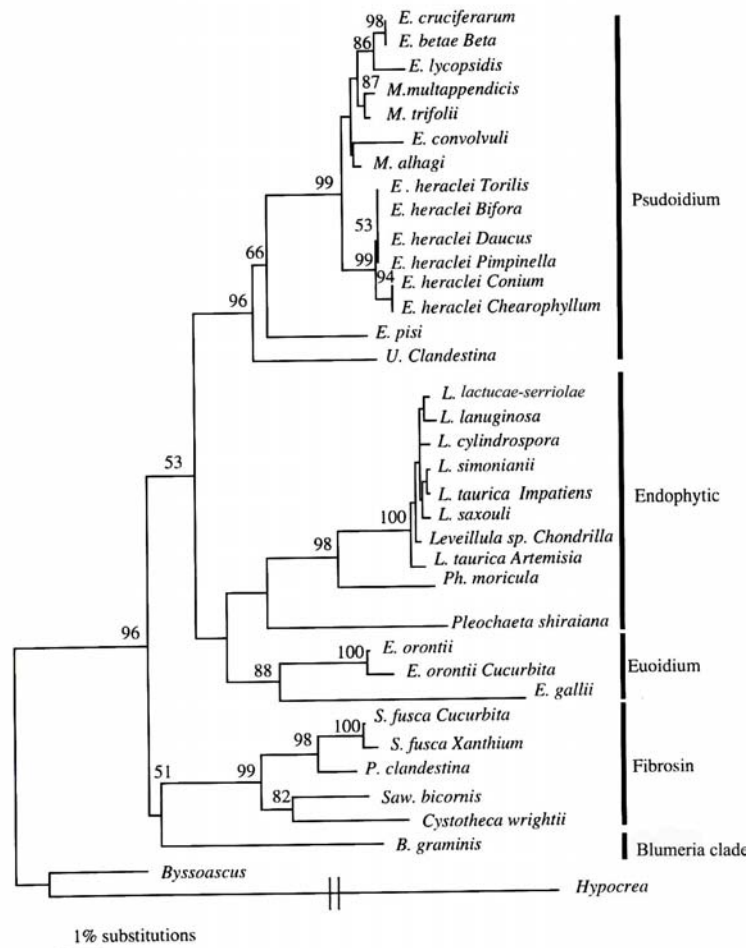 98
E. cruciferarum
E. betae Beta
86
E. lycopsidis
87
M.multappendicis
M. trifolii
E. convolvuli
M. alhagi
99
E . heraclei Torilis
Psudoidium
E. heraclei Bifora
53
E. heraclei Daucus
66
99
E. heraclei Pimpinella
94
E. heraclei Conium
96
E. heraclei Chearophyllum
E. pisi
U. Clandestina
L. lactucae-serriolae
L. lanuginosa
L. cylindrospora
53
L. simonianii
L. taurica Impatiens
Endophytic
100
L. saxouli
Leveillula sp. Chondrilla
98
L. taurica Artemisia
Ph. moricula
Pleochaeta shiraiana
96
E. orontii
100
88
E. orontii Cucurbita
Euoidium
E. gallii
S. fusca Cucurbita
100
98
S. fusca Xanthium
51
99
P. clandestina
Fibrosin
82
Saw. bicornis
Cystotheca wrightii
B. graminis
Blumeria clade
Byssoascus
Hypocrea
1% substitutions